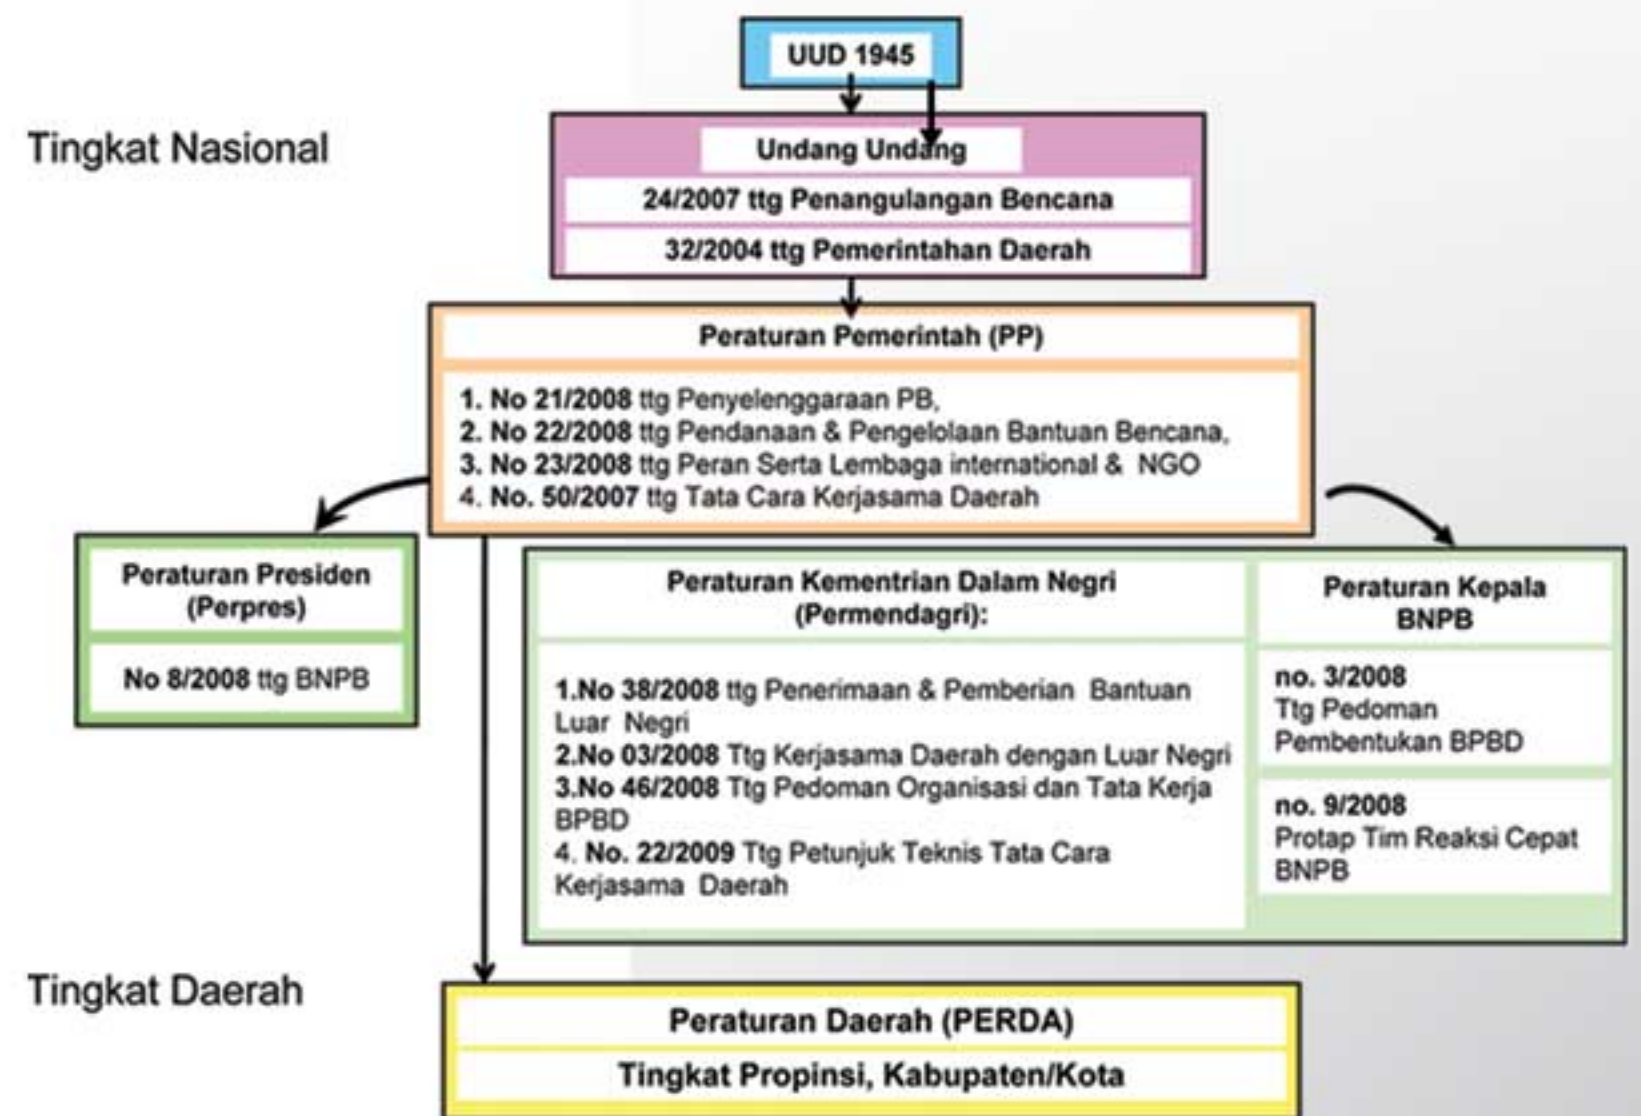 UUD 1945
Tingkat Nasional
Undang Undang
24/2007 ttg Penangulangan Bencana
32/2004 ttg Pemerintahan Daerah
Peraturan Pemerintah (PP)
1. No 21/2008 ttg Penyelenggaraan PB,
2. No 22/2008 ttg Pendanaan & Pengelolaan Bantuan Bencana,
3. No 23/2008 ttg Peran Serta Lembaga international & NGO
4. No. 50/2007 ttg Tata Cara Kerjasama Daerah
Peraturan Presiden
(Perpres)
No 8/2008 ttg BNPB
Peraturan Kementrian Dalam Negri
(Permendagri):
1.No 38/2008 ttg Penerimaan & Pemberian Bantuan
Luar Negri
2.No 03/2008 Ttg Kerjasama Daerah dengan Luar Negri
3.No 46/2008 Ttg Pedoman Organisasi dan Tata Kerja
BPBD
4. No. 22/2009 Ttg Petunjuk Teknis Tata Cara
Kerjasama Daerah
Peraturan Kepala
BNPB
no. 3/2008
Ttg Pedoman
Pembentukan BPBD
no. 9/2008
Protap Tim Reaksi Cepat
BNPB
Tingkat Daerah
Peraturan Daerah (PERDA)
Tingkat Propinsi, Kabupaten/Kota